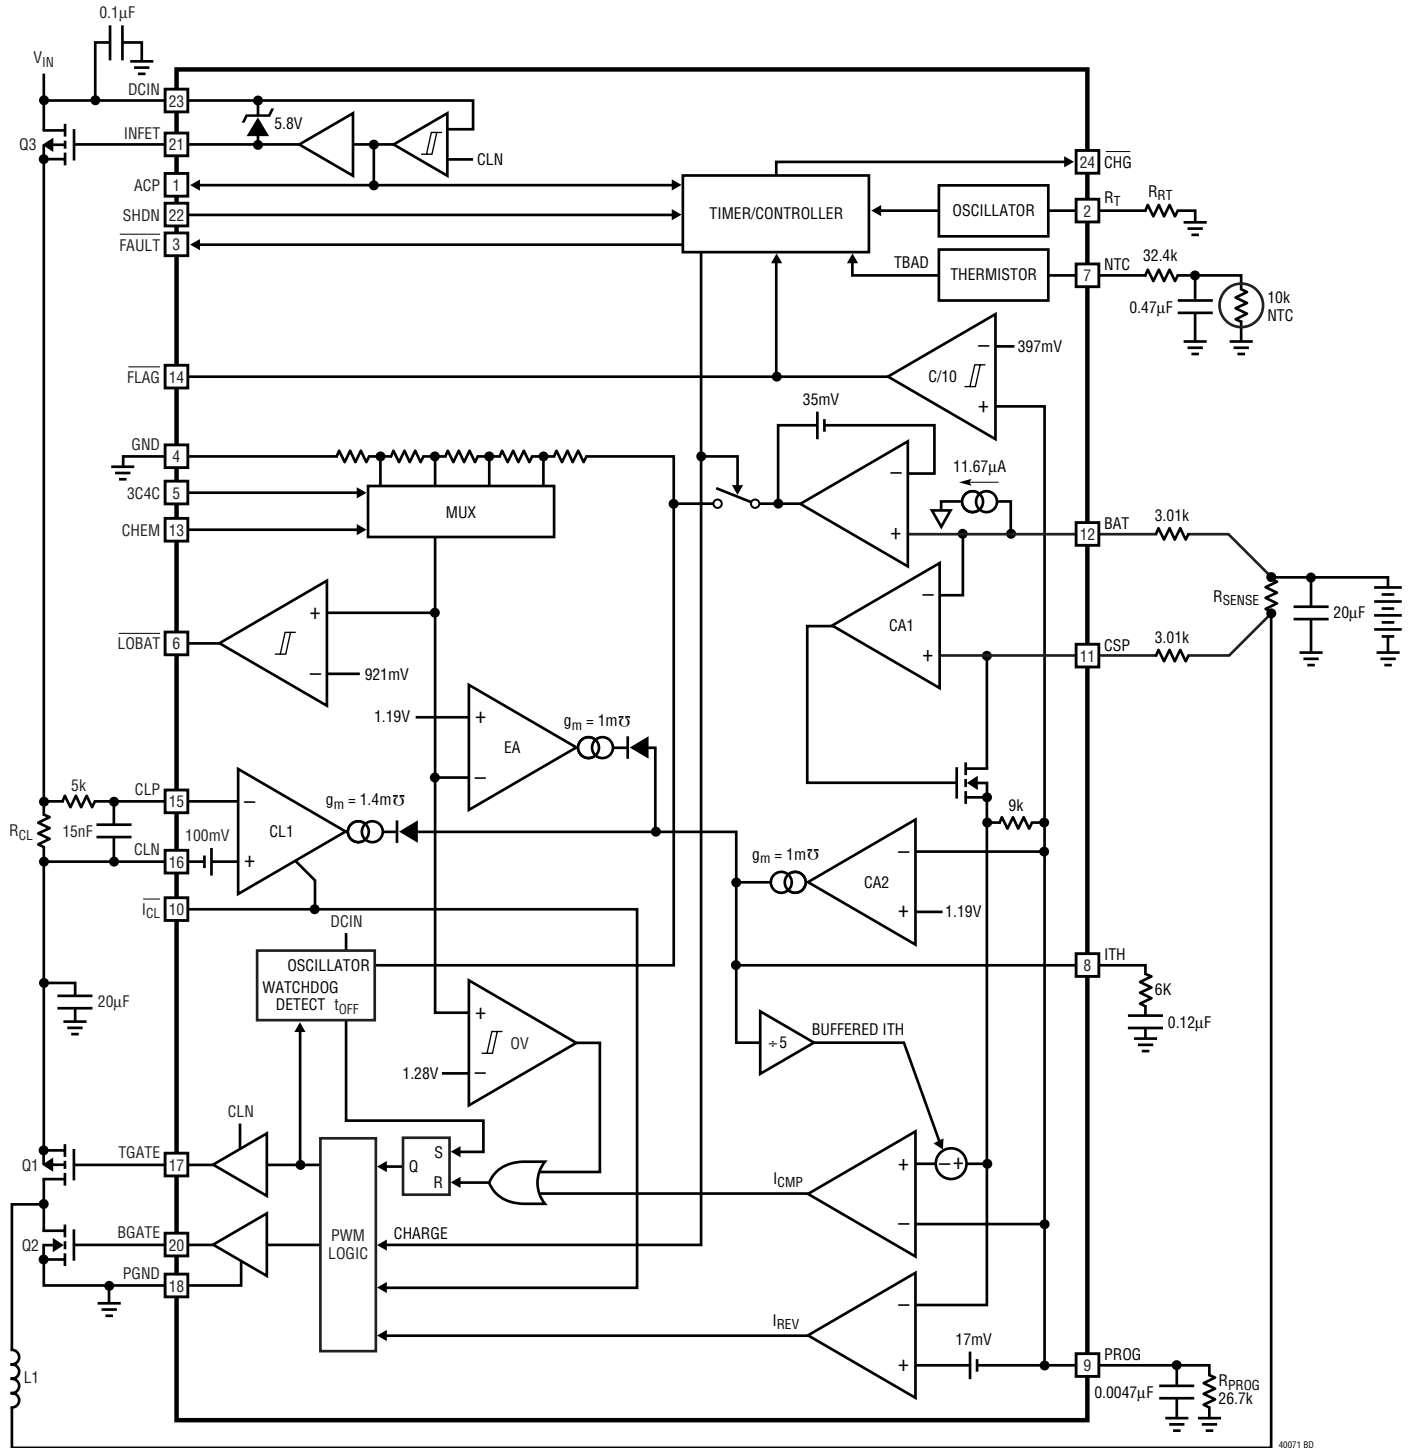 0.1µF
VIN
DCIN
23
5.8V
INFET
21
Q3
CLN
ACP
1
SHDN
22
FAULT
3
TIMER/CONTROLLER
24
CHG
OSCILLATOR
2
RT
RRT
TBAD
THERMISTOR
7
NTC
32.4k
0.47µF
10k
NTC
397mV
C/10
FLAG
14
35mV
GND
4
3C4C
5
CHEM
13
MUX
11.67µA
12
BAT
3.01k
RSENSE
20µF
CA1
11
CSP
3.01k
LOBAT
6
921mV
1.19V
EA
gm = 1m℧
9k
5k
CLP
15
RCL
15nF
CLN
16
100mV
CL1
gm = 1.4m℧
gm = 1m℧
CA2
1.19V
ICL
10
DCIN
OSCILLATOR
WATCHDOG
DETECT tOFF
8
ITH
6K
0.12µF
20µF
OV
1.28V
÷5
BUFFERED ITH
CLN
TGATE
17
Q1
S
Q
R
ICMP
BGATE
20
Q2
PGND
18
PWM
LOGIC
CHARGE
IREV
17mV
9
PROG
0.0047µF
RPROG
26.7k
L1
40071 BD